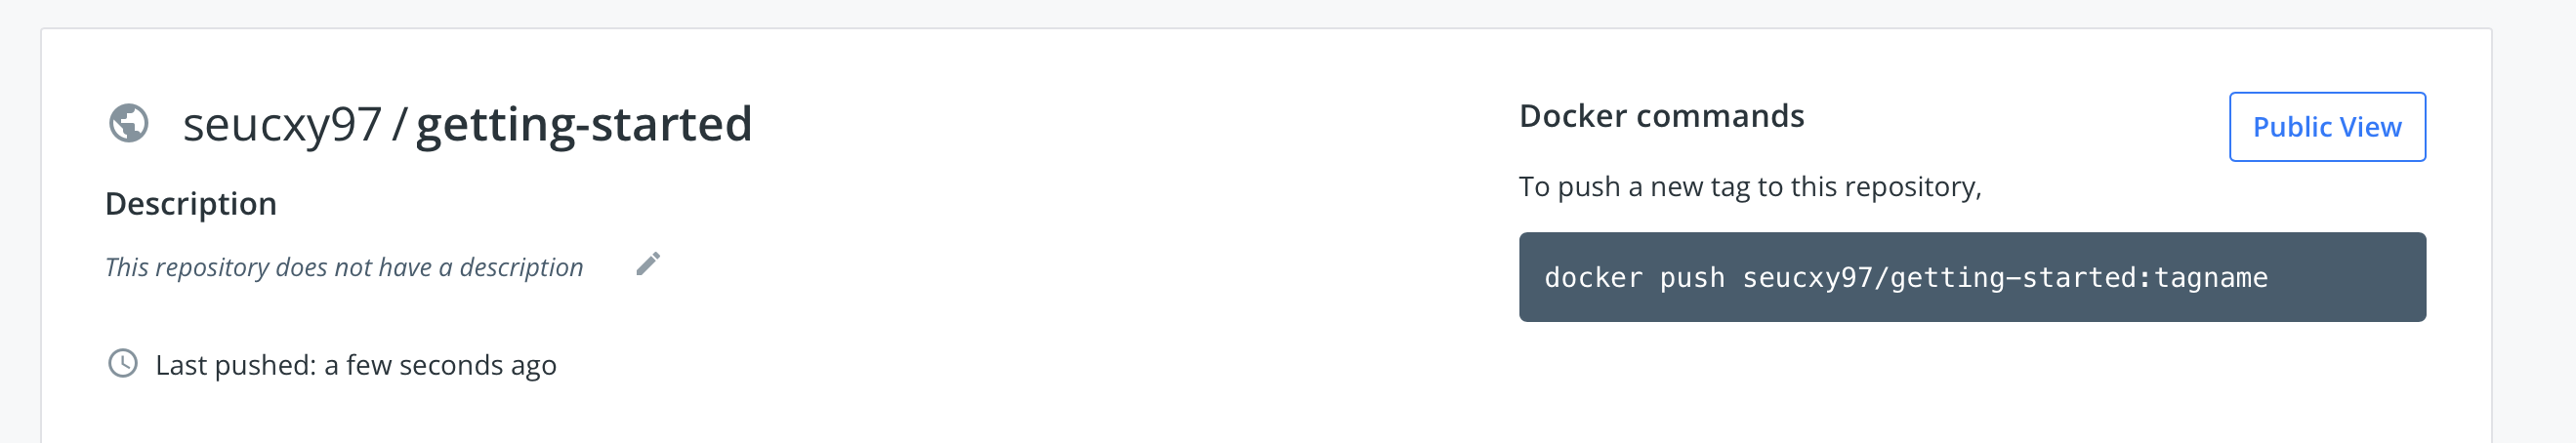 seucxy97 / getting-started
Description
This repository does not have a description
Last pushed: a few seconds ago
Docker commands
Public View
To push a new tag to this repository,
docker push seucxy97/getting-started:tagname